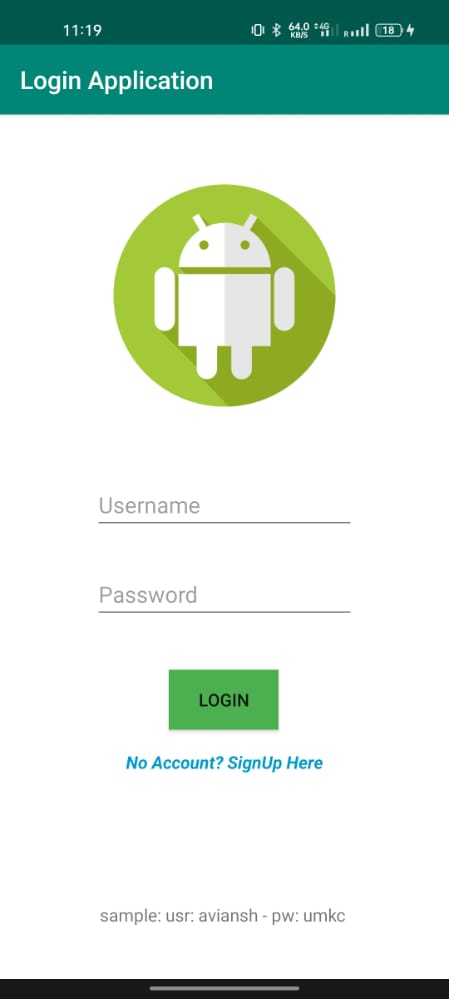 11:19 64.0 KB/S 4G R 18
Login Application
Username
Password
LOGIN
No Account? SignUp Here
sample: usr: aviansh - pw: umkc